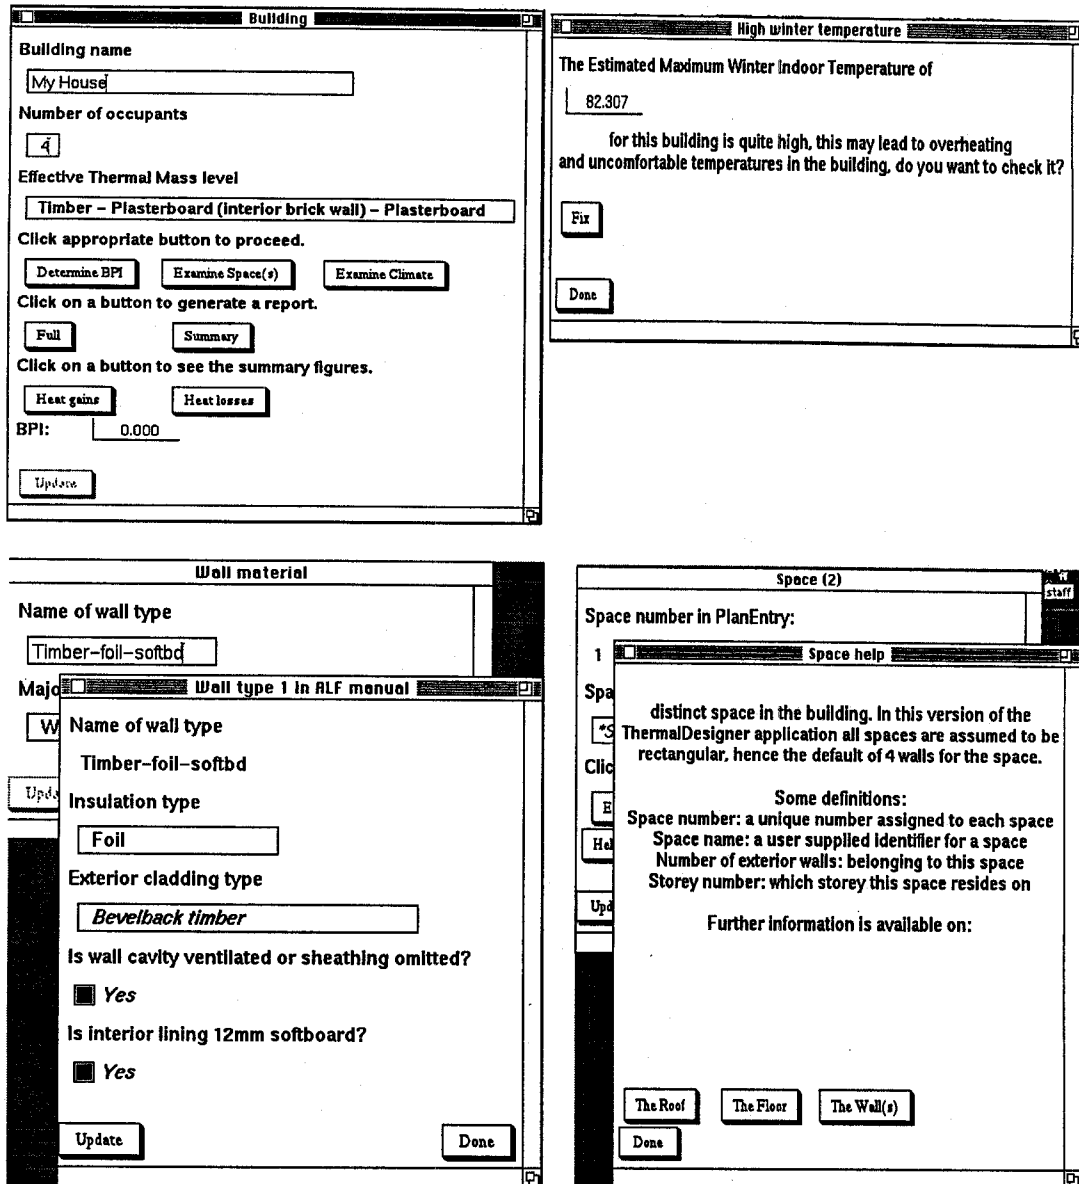 Building
Building name
My House
Number of occupants
4
Effective Thermal Mass level
Timber – Plasterboard (interior brick wall) – Plasterboard
Click appropriate button to proceed.
Determine BPI Examine Space(s) Examine Climate
Click on a button to generate a report.
Full Summary
Click on a button to see the summary figures.
Heat gains Heat losses
BPI: 0.000
Update
High winter temperature
The Estimated Maximum Winter Indoor Temperature of
82.307
for this building is quite high, this may lead to overheating
and uncomfortable temperatures in the building, do you want to check it?
Fix
Done
Wall material
Name of wall type
Timber–foil–softbd
Majo
W
Upda
Wall type 1 in ALF manual
Name of wall type
Timber–foil–softbd
Insulation type
Foil
Exterior cladding type
Bevelback timber
Is wall cavity ventilated or sheathing omitted?
Yes
Is interior lining 12mm softboard?
Yes
Update Done
Space (2)
staff
Space number in PlanEntry:
1
Spa
*S
Clic
E
Hel
Upd
Space help
distinct space in the building. In this version of the
ThermalDesigner application all spaces are assumed to be
rectangular, hence the default of 4 walls for the space.
Some definitions:
Space number: a unique number assigned to each space
Space name: a user supplied identifier for a space
Number of exterior walls: belonging to this space
Storey number: which storey this space resides on
Further information is available on:
The Roof The Floor The Wall(s)
Done